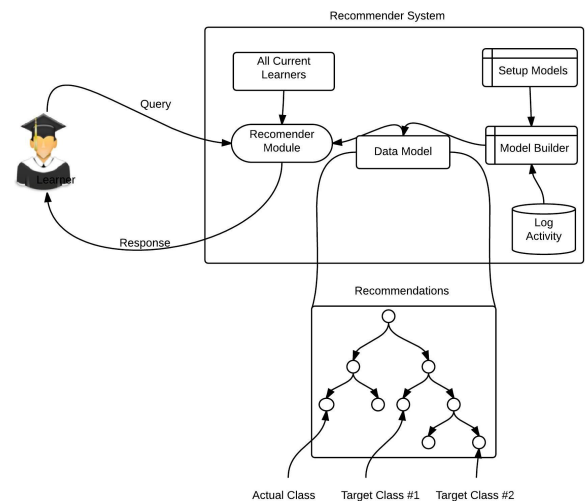 Recommender System
All Current
Learners
Setup Models
Query
Recomender
Module
Data Model
Model Builder
Learner
Log
Activity
Response
Recommendations
Actual Class
Target Class #1
Target Class #2